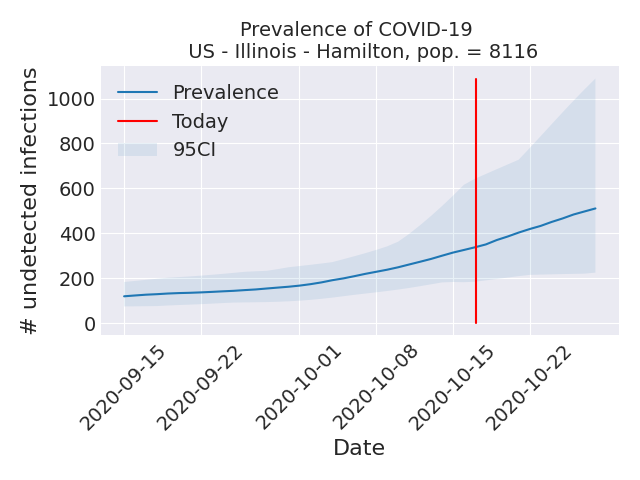 Prevalence of COVID-19
US - Illinois - Hamilton, pop. = 8116
# undetected infections
1000
800
600
400
200
0
Prevalence
Today
95CI
2020-09-15
2020-09-22
2020-10-01
2020-10-08
2020-10-15
2020-10-22
Date